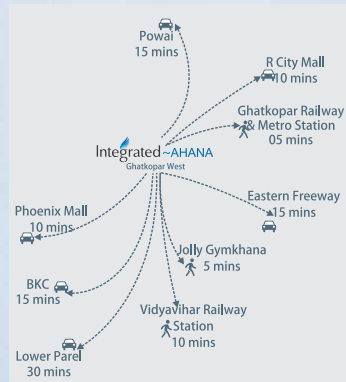 Powai
15 mins
R City Mall
10 mins
Ghatkopar Railway
& Metro Station
05 mins
Integrated ~AHANA
Ghatkopar West
Eastern Freeway
15 mins
Phoenix Mall
10 mins
Jolly Gymkhana
5 mins
BKC
15 mins
Vidyavihar Railway
Station
10 mins
Lower Parel
30 mins